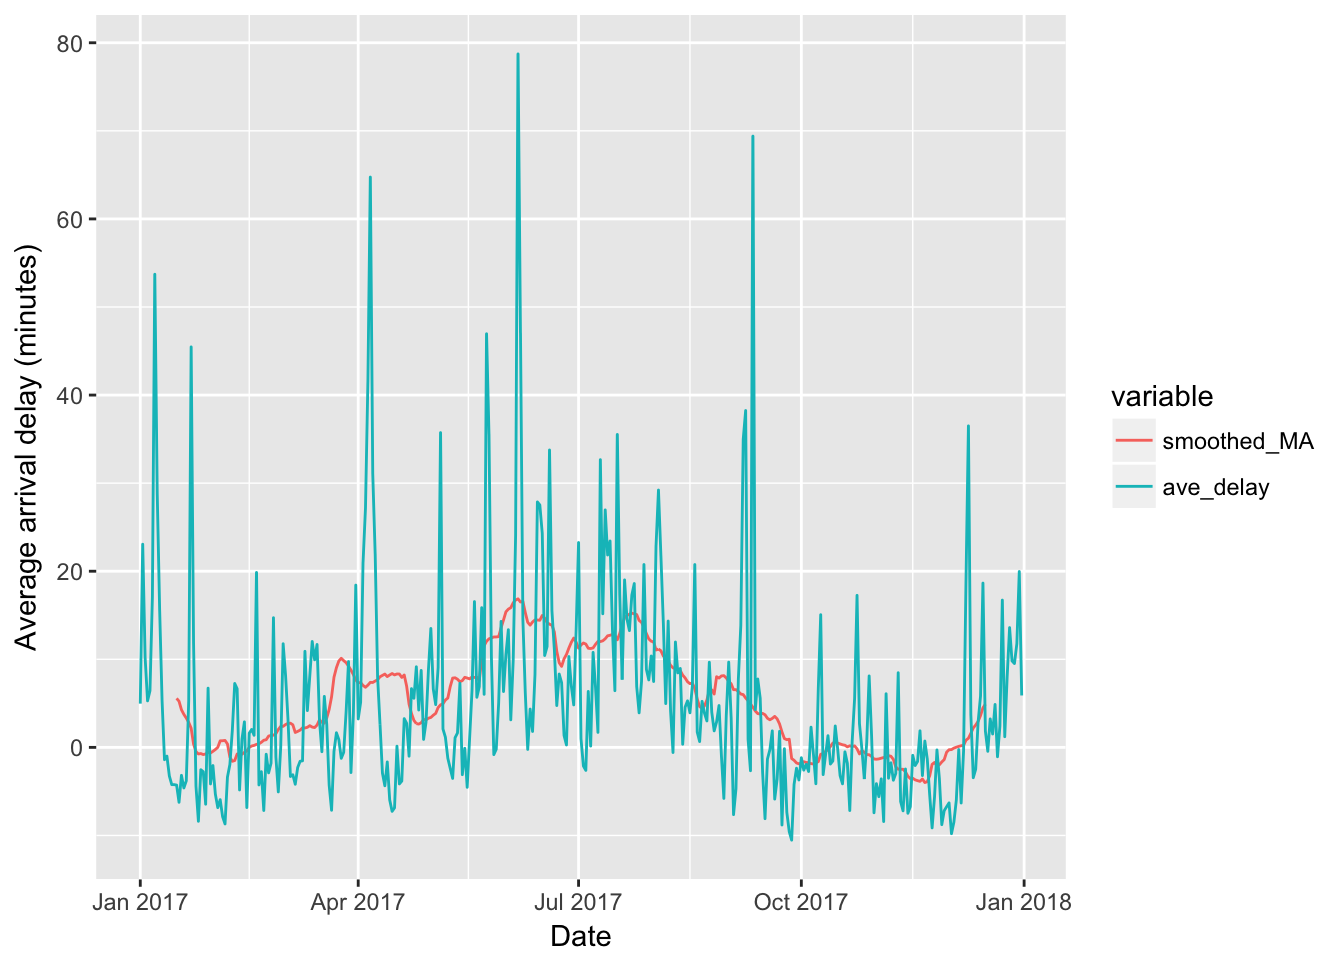 Average arrival delay (minutes)
80
60
40
20
0
Jan 2017 Apr 2017 Jul 2017 Oct 2017 Jan 2018
Date
variable
smoothed_MA
ave_delay